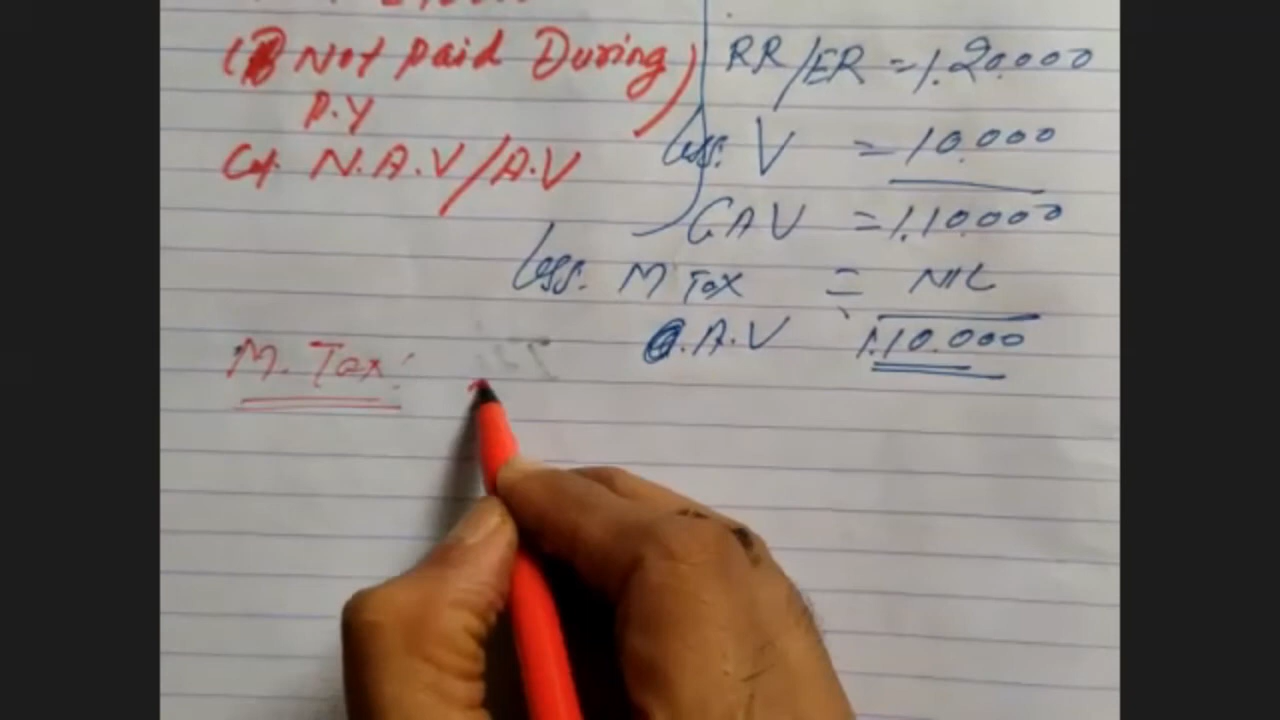 (Not Paid During)
P.Y
Cal. N.A.V/A.V
RR/ER = 1.20.000
Less. V = 10.000
GAV = 1.10.000
Less. M Tax = NIL
.A.V 1.10.000
M. Tax: